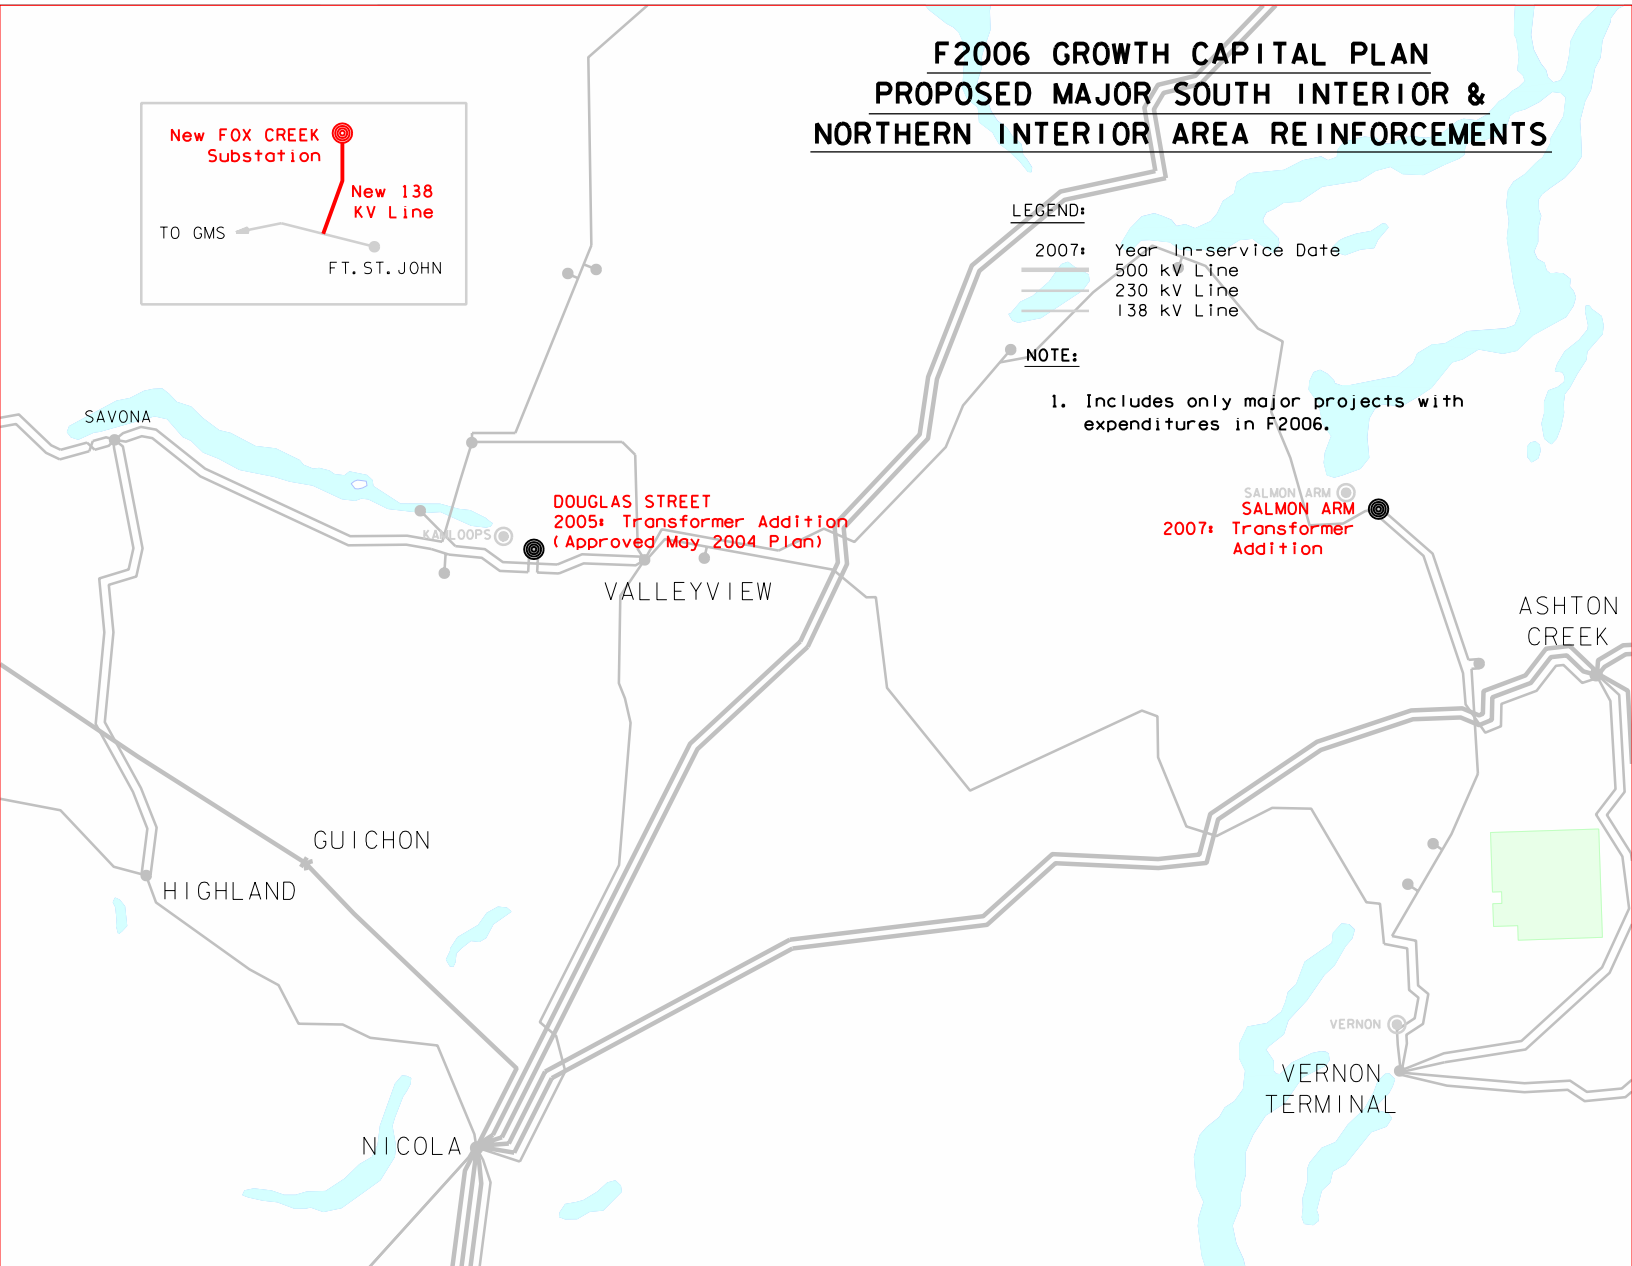 F2006 GROWTH CAPITAL PLAN
PROPOSED MAJOR SOUTH INTERIOR &
NORTHERN INTERIOR AREA REINFORCEMENTS
New FOX CREEK
Substation
New 138
KV Line
TO GMS
FT.ST.JOHN
LEGEND:
2007: Year In-service Date
500 kV Line
230 kV Line
138 kV Line
NOTE:
1. Includes only major projects with
expenditures in F2006.
SAVONA
KAMLOOPS
DOUGLAS STREET
2005: Transformer Addition
(Approved May 2004 Plan)
VALLEYVIEW
SALMON ARM
SALMON ARM
2007: Transformer
Addition
ASHTON
CREEK
GUICHON
HIGHLAND
VERNON
VERNON
TERMINAL
NICOLA